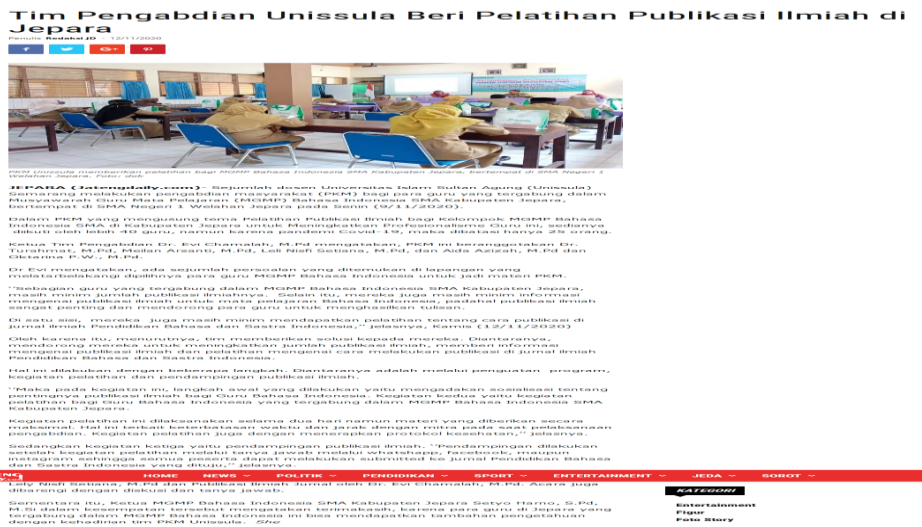 Tim Pengabdian Unissula Beri Pelatihan Publikasi Ilmiah di
Jepara
Penulis Redaksi JD - 12/11/2020
PKM Unissula memberikan pelatihan bagi MGMP Bahasa Indonesia SMA Kabupaten Jepara, bertempat di SMA Negeri 1
Welahan Jepara. Foto: dok
JEPARA (Jatengdaily.com)- Sejumlah dosen Universitas Islam Sultan Agung (Unissula)
Semarang melakukan pengabdian masyarakat (PKM) bagi para guru yang tergabung dalam
Musyawarah Guru Mata Pelajaran (MGMP) Bahasa Indonesia SMA Kabupaten Jepara,
bertempat di SMA Negeri 1 Welahan Jepara pada Senin (9/11/2020).
Dalam PKM yang mengusung tema Pelatihan Publikasi Ilmiah bagi Kelompok MGMP Bahasa
Indonesia SMA di Kabupaten Jepara untuk Meningkatkan Profesionalisme Guru ini, sedianya
diikuti oleh lebih 40 guru, namun karena pandemi Covid-19, maka dibatasi hanya 25 orang.
Ketua Tim Pengabdian Dr. Evi Chamalah, M.Pd mengatakan, PKM ini beranggotakan Dr.
Turahmat, M.Pd, Meilan Arsanti, M.Pd, Leli Nisfi Setiana, M.Pd, dan Aida Azizah, M.Pd dan
Oktarina P.W., M.Pd.
Dr Evi mengatakan, ada sejumlah persoalan yang ditemukan di lapangan yang
melatarbelakangi dipilihnya para guru MGMP Bahasa Indonesia untuk jadi materi PKM.
''Sebagian guru yang tergabung dalam MGMP Bahasa Indonesia SMA Kabupaten Jepara,
masih minim jumlah publikasi ilmiahnya. Selain itu, mereka juga masih minim informasi
mengenai publikasi ilmiah untuk mata pelajaran Bahasa Indonesia, padahal publikasi ilmiah
sangat penting dan mendorong para guru untuk menghasilkan tulisan.
Di satu sisi, mereka juga masih minim mendapatkan pelatihan tentang cara publikasi di
jurnal ilmiah Pendidikan Bahasa dan Sastra Indonesia,'' jelasnya, Kamis (12/11/2020)
Oleh karena itu, menurutnya, tim memberikan solusi kepada mereka. Diantaranya,
mendorong mereka untuk meningkatkan jumlah publikasi ilmiah, memberi informasi
mengenai publikasi ilmiah dan pelatihan mengenai cara melakukan publikasi di jurnal ilmiah
Pendidikan Bahasa dan Sastra Indonesia.
Hal ini dilakukan dengan beberapa langkah. Diantaranya adalah melalui penguatan program,
kegiatan pelatihan dan pendampingan publikasi ilmiah.
''Maka pada kegiatan ini, langkah awal yang dilakukan yaitu mengadakan sosialisasi tentang
pentingnya publikasi ilmiah bagi Guru Bahasa Indonesia. Kegiatan kedua yaitu kegiatan
pelatihan bagi Guru Bahasa Indonesia yang tergabung dalam MGMP Bahasa Indonesia SMA
Kabupaten Jepara.
Kegiatan pelatihan ini dilaksanakan selama dua hari namun materi yang diberikan secara
maksimal. Hal ini terkait keterbatasan waktu dan jarak dengan mitra pada saat pelaksanaan
pengabdian. Kegiatan pelatihan juga dengan menerapkan protokol kesehatan,'' jelasnya.
Sedangkan kegiatan ketiga yaitu pendampingan publikasi ilmiah. ''Pendampingan dilakukan
setelah kegiatan pelatihan melalui tanya jawab melalui whatshapp, facebook, maupun
instagram sehingga semua peserta dapat melakukan submitted ke jurnal Pendidikan Bahasa
dan Sastra Indonesia yang dituju,'' jelasnya.
HOME NEWS POLITIK PENDIDIKAN SPORT ENTERTAINMENT JEDA SOROT
Lely Nisfi Setiana, M.Pd dan Publikasi Ilmiah Jurnal oleh Dr. Evi Chamalah, M.Pd. Acara juga
dibarengi dengan diskusi dan tanya jawab.
Sementara itu, Ketua MGMP Bahasa Indonesia SMA Kabupaten Jepara Setyo Harno, S.Pd,
M.Si dalam kesempatan tersebut mengatakan terimakasih, karena para guru di Jepara yang
tergabung dalam MGMP Bahasa Indonesia ini bisa mendapatkan tambahan pengetahuan
dengan kehadiran tim PKM Unissula. She
KATEGORI
Entertainment
Figur
Foto Story